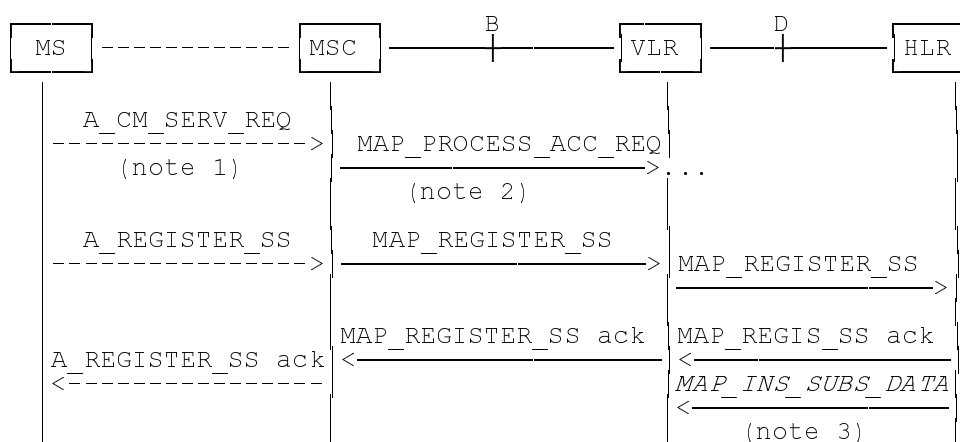 B D
MS MSC VLR HLR
A_CM_SERV_REQ
MAP_PROCESS_ACC_REQ
(note 1) ...
(note 2)
A_REGISTER_SS MAP_REGISTER_SS
MAP_REGISTER_SS
MAP_REGISTER_SS ack MAP_REGIS_SS ack
A_REGISTER_SS ack
MAP_INS_SUBS_DATA
(note 3)